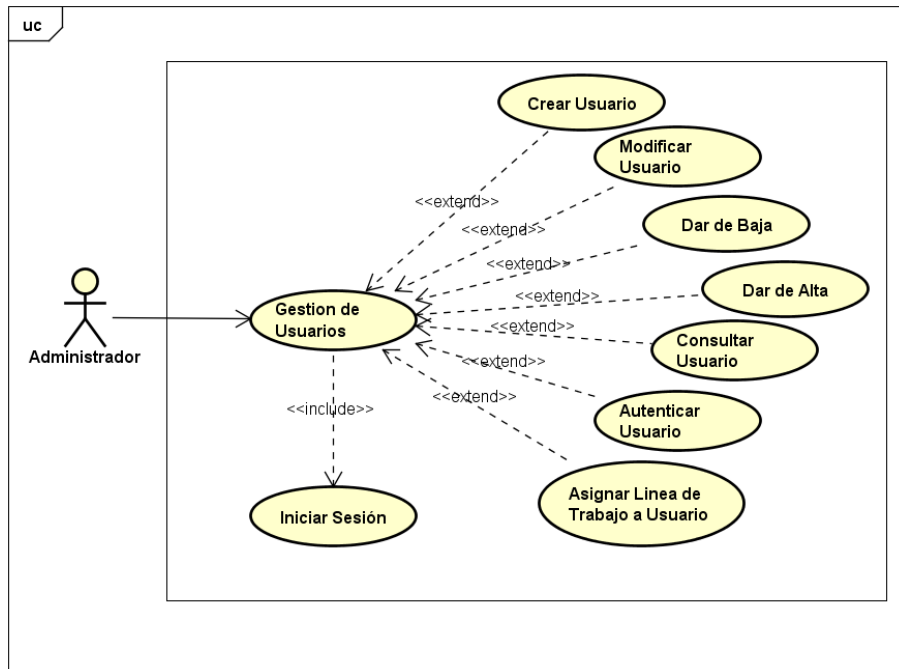 uc
Crear Usuario
Modificar
Usuario
<<extend>>
<<extend>>
Dar de Baja
<<extend>>
Dar de Alta
<<extend>>
Gestion de
Usuarios
<<extend>>
Consultar
Usuario
Administrador
<<extend>>
<<extend>>
<<include>>
Autenticar
Usuario
Asignar Linea de
Trabajo a Usuario
Iniciar Sesión